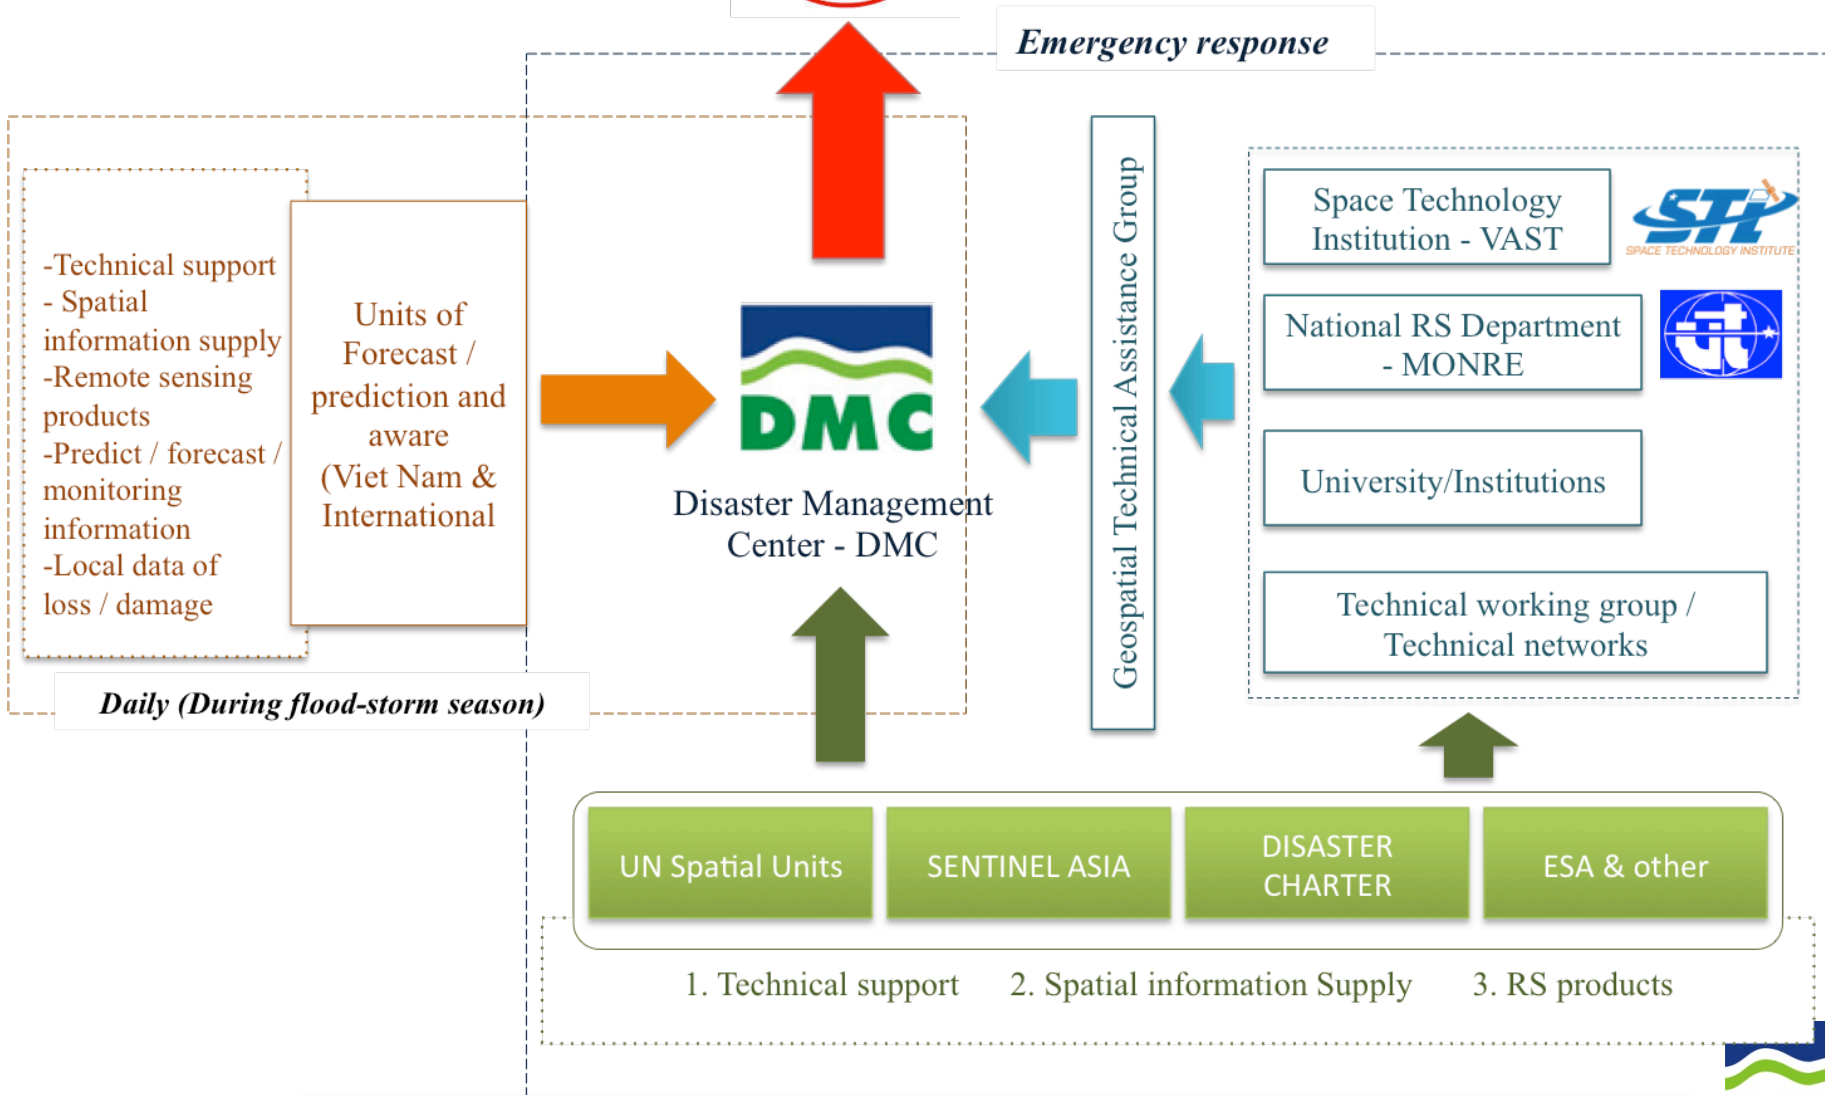 Emergency response
-Technical support
- Spatial
information supply
-Remote sensing
products
-Predict / forecast /
monitoring
information
-Local data of
loss / damage
Units of
Forecast /
prediction and
aware
(Viet Nam &
International
Daily (During flood-storm season)
DMC
Disaster Management
Center - DMC
Geospatial Technical Assistance Group
Space Technology
Institution - VAST
STI
SPACE TECHNOLOGY INSTITUTE
National RS Department
- MONRE
University/Institutions
Technical working group /
Technical networks
UN Spatial Units
SENTINEL ASIA
DISASTER
CHARTER
ESA & other
1. Technical support
2. Spatial information Supply
3. RS products